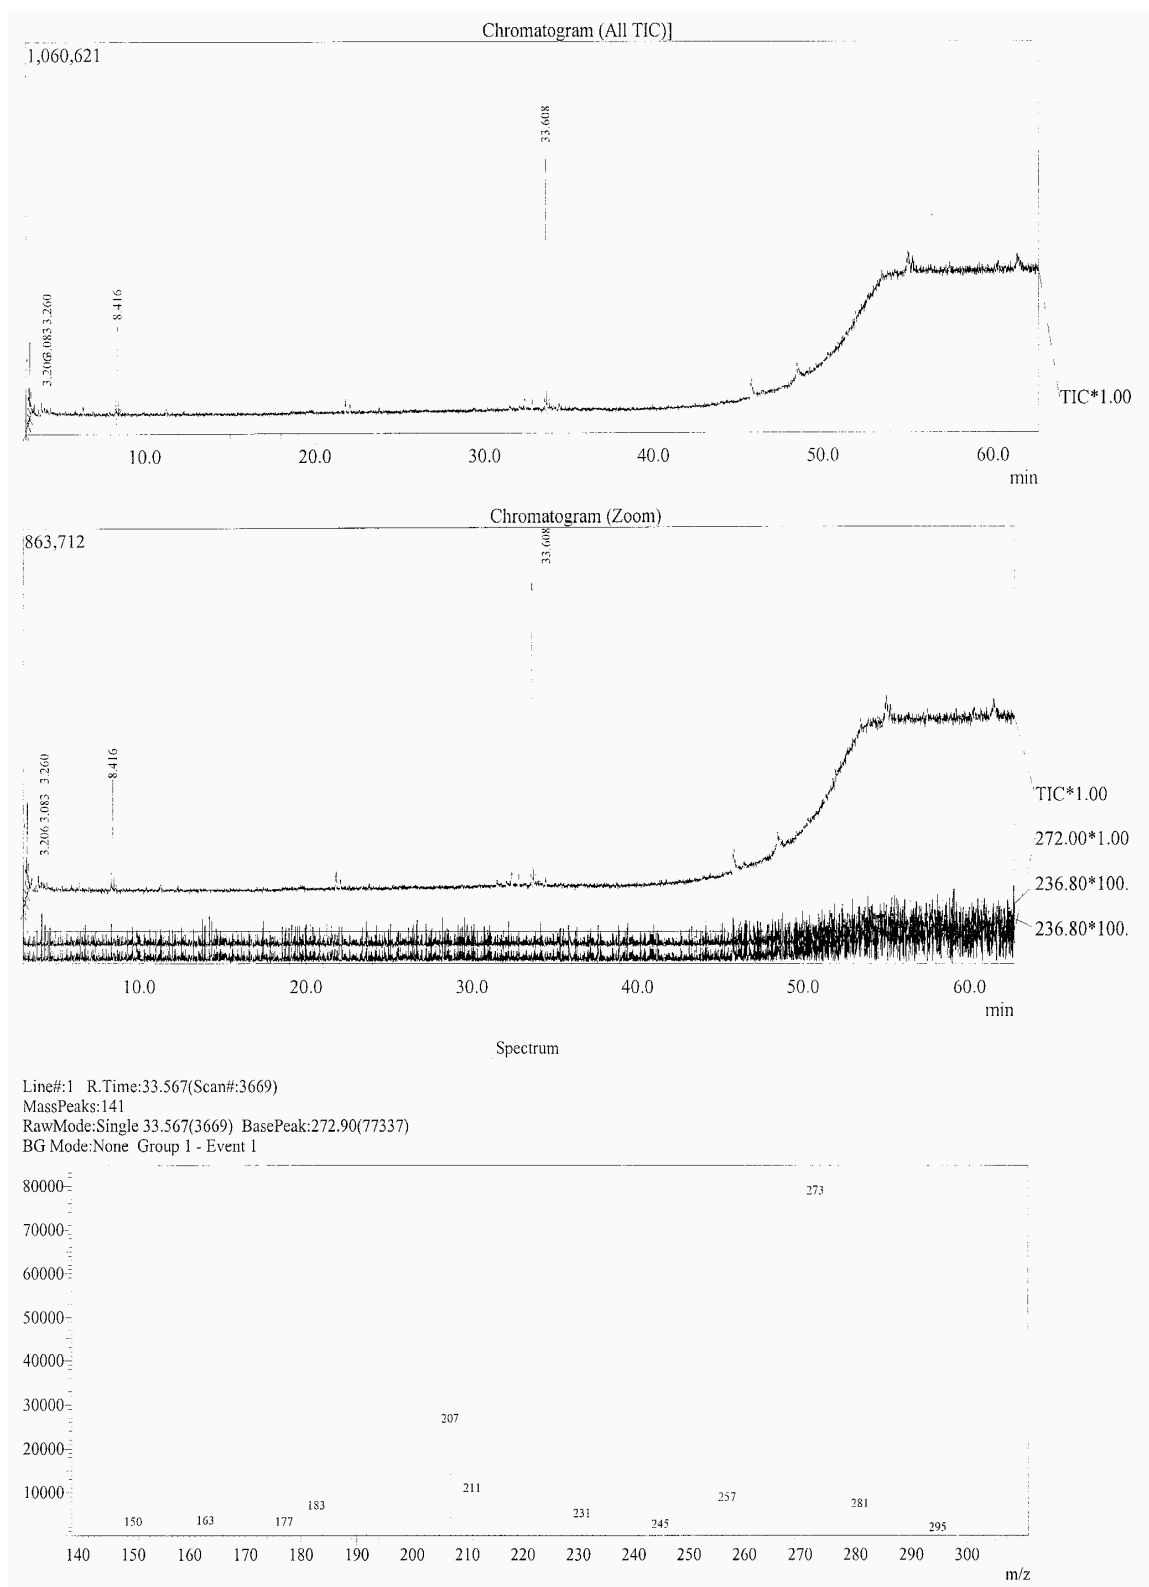 Chromatogram (All TIC)]
1,060,621
33.608
3.260
3.083
3.206
8.416
TIC*1.00
10.0 20.0 30.0 40.0 50.0 60.0
min
Chromatogram (Zoom)
863,712
33.608
3.260
3.206 3.083
8.416
TIC*1.00
272.00*1.00
236.80*100.
236.80*100.
10.0 20.0 30.0 40.0 50.0 60.0
min
Spectrum
Line#:1 R.Time:33.567(Scan#:3669)
MassPeaks:141
RawMode:Single 33.567(3669) BasePeak:272.90(77337)
BG Mode:None Group 1 - Event 1
80000
70000
60000
50000
40000
30000
20000
10000
273
207
211
257
281
183
231
150 163 177 245 295
140 150 160 170 180 190 200 210 220 230 240 250 260 270 280 290 300
m/z